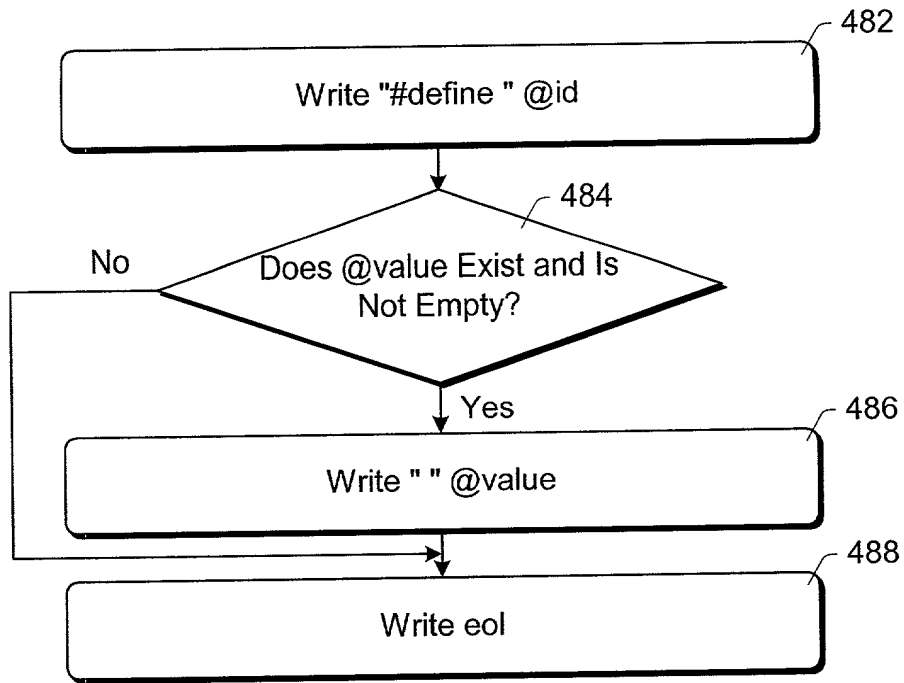 482
Write "#define " @id
484
No
Does @value Exist and Is
Not Empty?
Yes
486
Write " " @value
488
Write eol